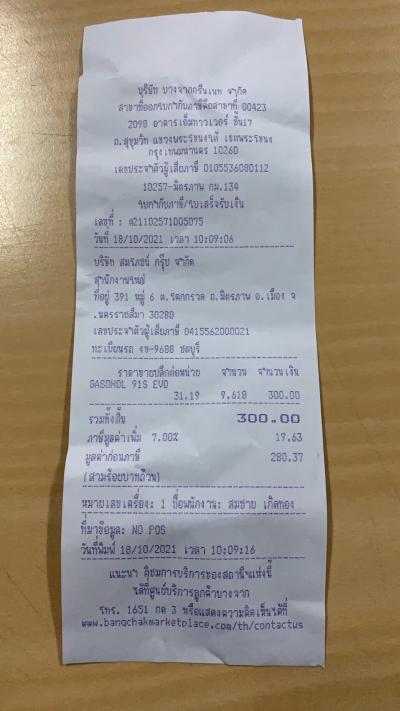 บริษัท บางจากกรีนเนท จำกัด
สาขาที่ออกใบกำกับภาษีคือสาขาที่ 00423
2098 อาคารเอ็มทาวเวอร์ ชั้น17
ถ.สุขุมวิท แขวงพระโขนงใต้ เขตพระโขนง
กรุงเทพมหานคร 10260
เลขประจำตัวผู้เสียภาษี 0105536080112
10257-มิตรภาพ กม.134
ใบกำกับภาษี/ใบเสร็จรับเงิน
เลขที่ : 021102571005075
วันที่ 18/10/2021 เวลา 10:09:06
บริษัท สมโภชน์ กรุ๊ป จำกัด
สำนักงานใหญ่
ที่อยู่ 391 หมู่ 6 ต.โคกกรวด ถ.มิตรภาพ อ.เมือง จ
.นครราชสีมา 30280
เลขประจำตัวผู้เสียภาษี 0415562000021
ทะเบียนรถ 9688 ชลบุรี
ราคาขายปลีกต่อหน่วย จำนวน จำนวนเงิน
GASOHOL 91S EVO
31.19 9.618 300.00
รวมทั้งสิ้น 300.00
ภาษีมูลค่าเพิ่ม 7.00% 19.63
มูลค่าก่อนภาษี 280.37
(สามร้อยบาทถ้วน)
หมายเลขเครื่อง: 1 ชื่อพนักงาน: สมชาย เกิดทอง
ที่มาข้อมูล: NO POS
วันที่พิมพ์ 18/10/2021 เวลา 10:09:16
แนะนำ ติชมการบริการของสถานีฯแห่งนี้
ได้ที่ศูนย์บริการลูกค้าบางจาก
โทร. 1651 กด 3 หรือแสดงความคิดเห็นได้ที่
www.bangchakmarketplace.com/th/contactus